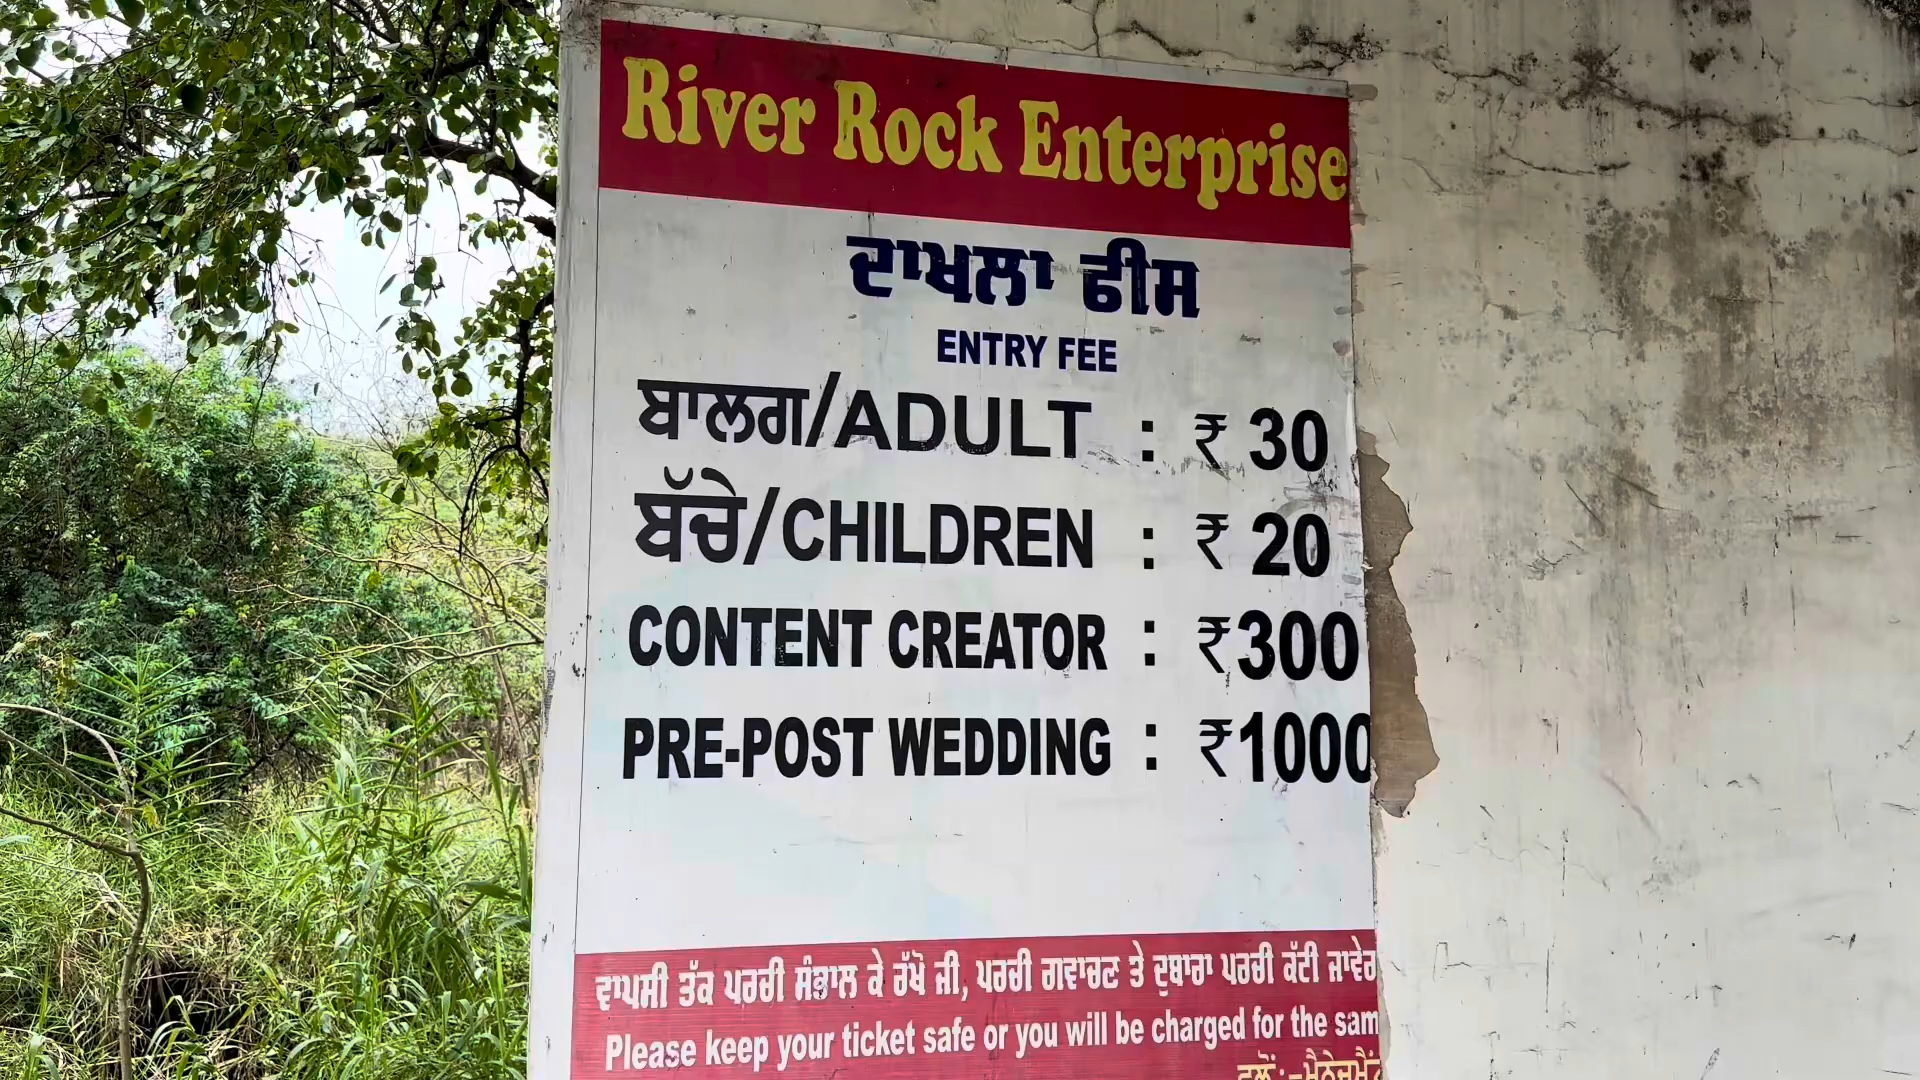 River Rock Enterprise
ਦਾਖਲਾ ਫੀਸ
ENTRY FEE
ਬਾਲਗ/ADULT : ₹ 30
ਬੱਚੇ/CHILDREN : ₹ 20
CONTENT CREATOR : ₹300
PRE-POST WEDDING : ₹1000
ਵਾਪਸੀ ਤੱਕ ਪਰਚੀ ਸੰਭਾਲ ਕੇ ਰੱਖੋ ਜੀ, ਪਰਚੀ ਗਵਾਚਣ ਤੇ ਦੁਬਾਰਾ ਪਰਚੀ ਕੱਟੀ ਜਾਵੇਗ
Please keep your ticket safe or you will be charged for the sam